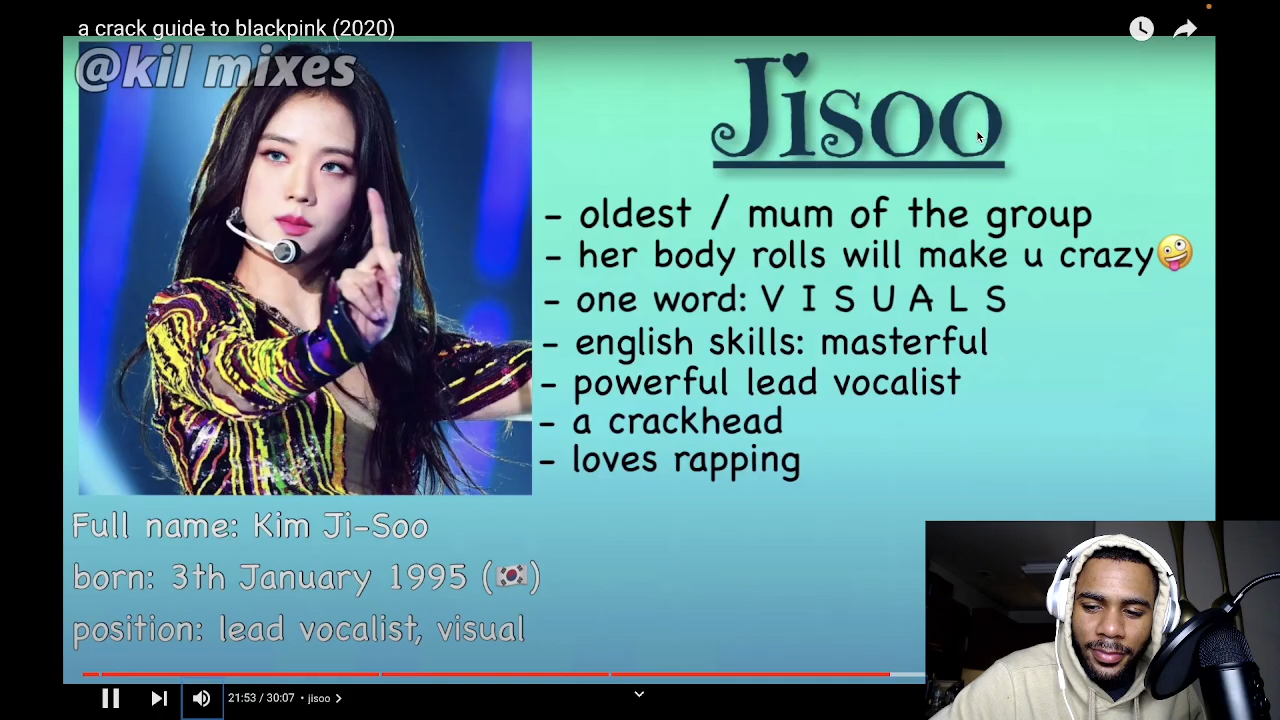 a crack guide to blackpink (2020)
@kil mixes
Jisoo
- oldest / mum of the group
- her body rolls will make u crazy🤪
- one word: V I S U A L S
- english skills: masterful
- powerful lead vocalist
- a crackhead
- loves rapping
Full name: Kim Ji-Soo
born: 3th January 1995 (🇰🇷)
position: lead vocalist, visual
21:53 / 30:07 • jisoo >